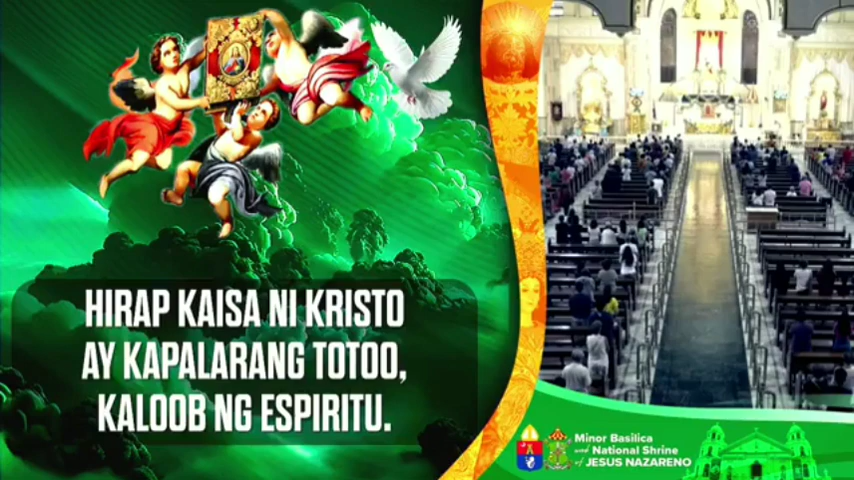 HIRAP KAISA NI KRISTO
AY KAPALARANG TOTOO,
KALOOB NG ESPIRITU.
Minor Basilica
and National Shrine
of JESUS NAZARENO